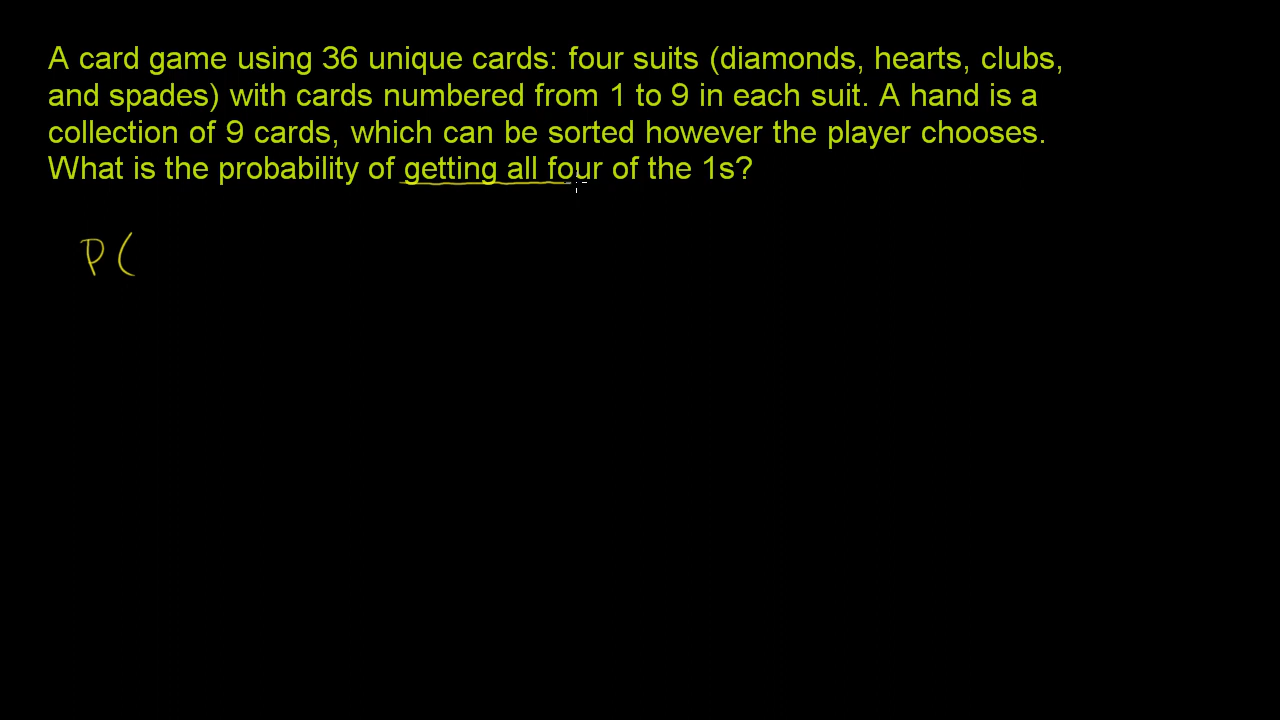 A card game using 36 unique cards: four suits (diamonds, hearts, clubs,
and spades) with cards numbered from 1 to 9 in each suit. A hand is a
collection of 9 cards, which can be sorted however the player chooses.
What is the probability of getting all four of the 1s?
P(